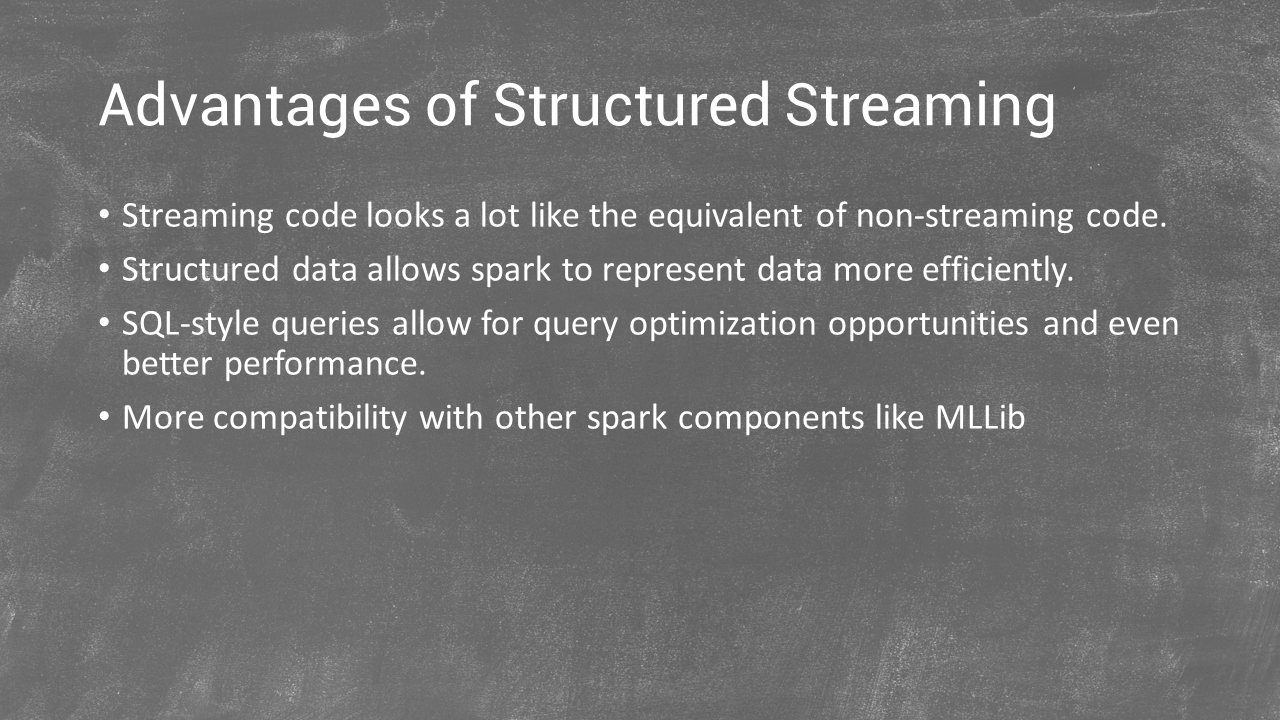 Advantages of Structured Streaming
• Streaming code looks a lot like the equivalent of non-streaming code.
• Structured data allows spark to represent data more efficiently.
• SQL-style queries allow for query optimization opportunities and even
better performance.
• More compatibility with other spark components like MLLib